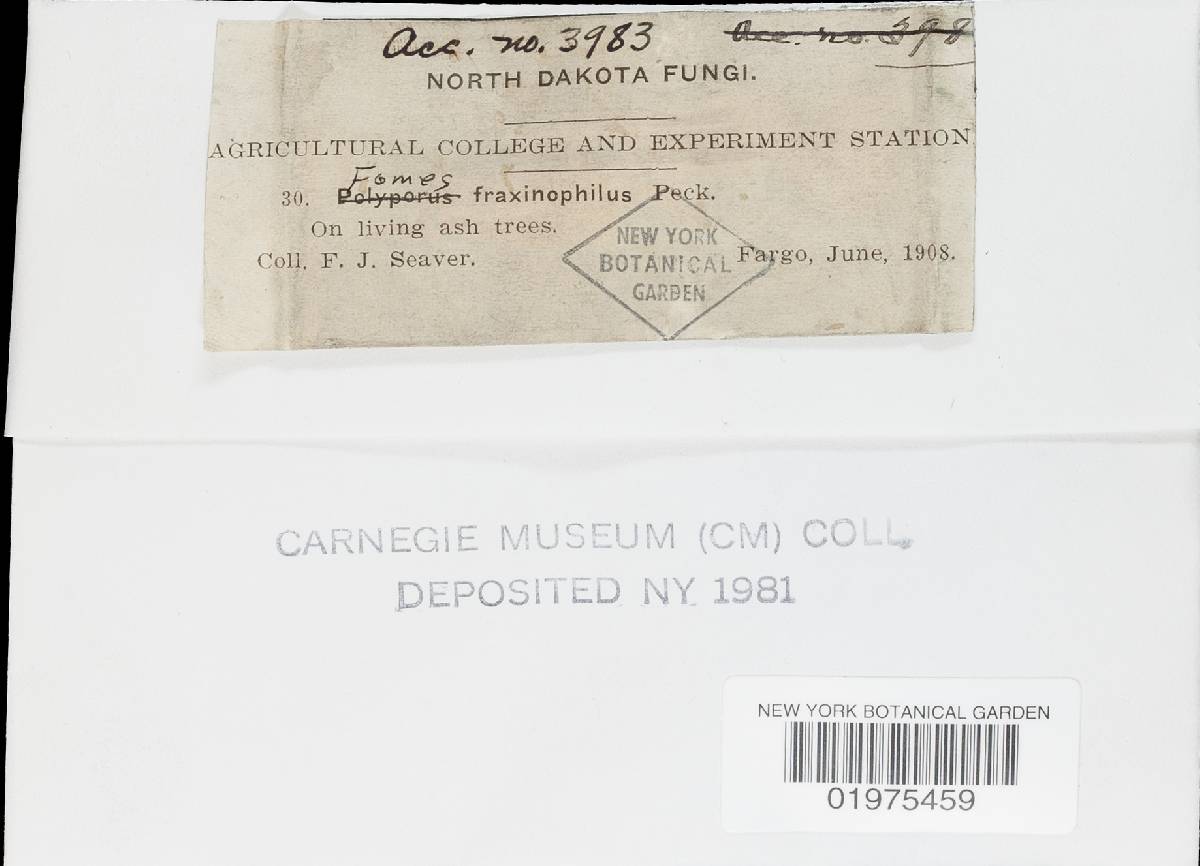 Acc. no. 3983 Acc. no. 398
NORTH DAKOTA FUNGI.
AGRICULTURAL COLLEGE AND EXPERIMENT STATION
Fomes
30. Polyporus fraxinophilus Peck.
On living ash trees.
Coll. F. J. Seaver. Fargo, June, 1908.
NEW YORK
BOTANICAL
GARDEN
CARNEGIE MUSEUM (CM) COLL.
DEPOSITED NY 1981
NEW YORK BOTANICAL GARDEN
01975459